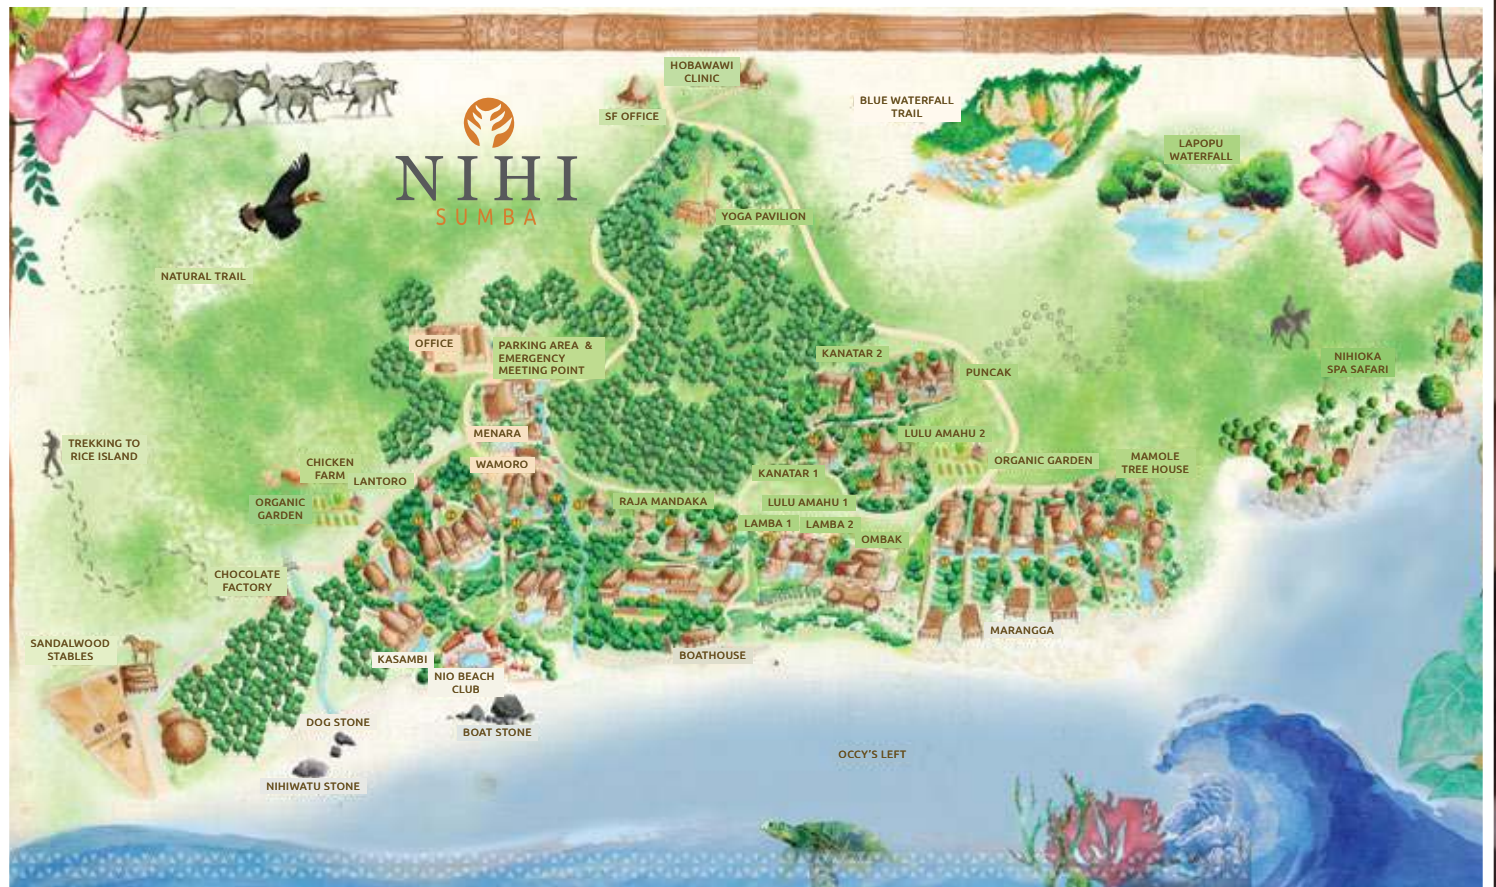 HOBAWAWI
CLINIC
SF OFFICE
BLUE WATERFALL
TRAIL
LAPOPU
WATERFALL
NIHI
SUMBA
YOGA PAVILION
NATURAL TRAIL
OFFICE
PARKING AREA &
EMERGENCY
MEETING POINT
KANATAR 2
PUNCAK
NIHIOKA
SPA SAFARI
MENARA
LULU AMAHU 2
TREKKING TO
RICE ISLAND
WAMORO
CHICKEN
FARM
LANTORO
KANATAR 1
ORGANIC GARDEN
MAMOLE
TREE HOUSE
ORGANIC
GARDEN
RAJA MANDAKA
LULU AMAHU 1
LAMBA 1
LAMBA 2
OMBAK
CHOCOLATE
FACTORY
SANDALWOOD
STABLES
MARANGGA
KASAMBI
BOATHOUSE
NIO BEACH
CLUB
DOG STONE
BOAT STONE
OCCY'S LEFT
NIHIWATU STONE